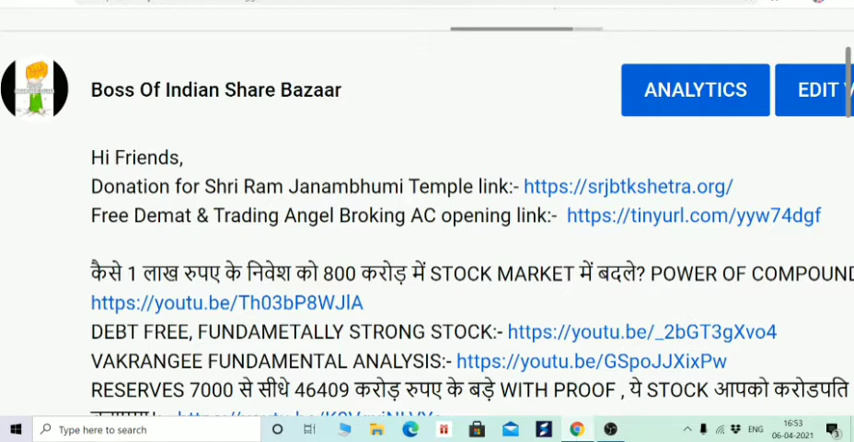 Boss Of Indian Share Bazaar
ANALYTICS
EDIT V
Hi Friends,
Donation for Shri Ram Janambhumi Temple link:- https://srjbtkshetra.org/
Free Demat & Trading Angel Broking AC opening link:- https://tinyurl.com/yyw74dgf
कैसे 1 लाख रुपए के निवेश को 800 करोड़ में STOCK MARKET में बदले? POWER OF COMPOUND
https://youtu.be/Th03bP8WJlA
DEBT FREE, FUNDAMETALLY STRONG STOCK:- https://youtu.be/_2bGT3gXvo4
VAKRANGEE FUNDAMENTAL ANALYSIS:- https://youtu.be/GSpoJJXixPw
RESERVES 7000 से सीधे 46409 करोड़ रुपए के बड़े WITH PROOF , ये STOCK आपको करोडपति
Type here to search
ENG
16:53
06-04-2021